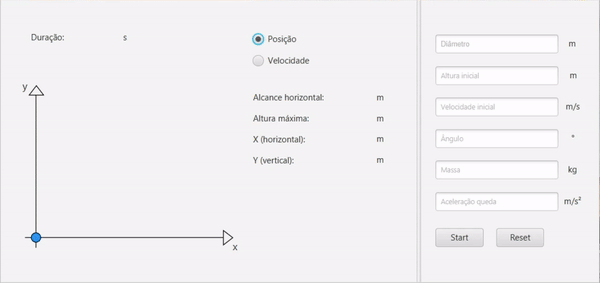 Duração: s
Posição
Velocidade
Alcance horizontal: m
Altura máxima: m
X (horizontal): m
Y (vertical): m
y
x
Diâmetro m
Altura inicial m
Velocidade inicial m/s
Ângulo °
Massa kg
Aceleração queda m/s²
Start Reset